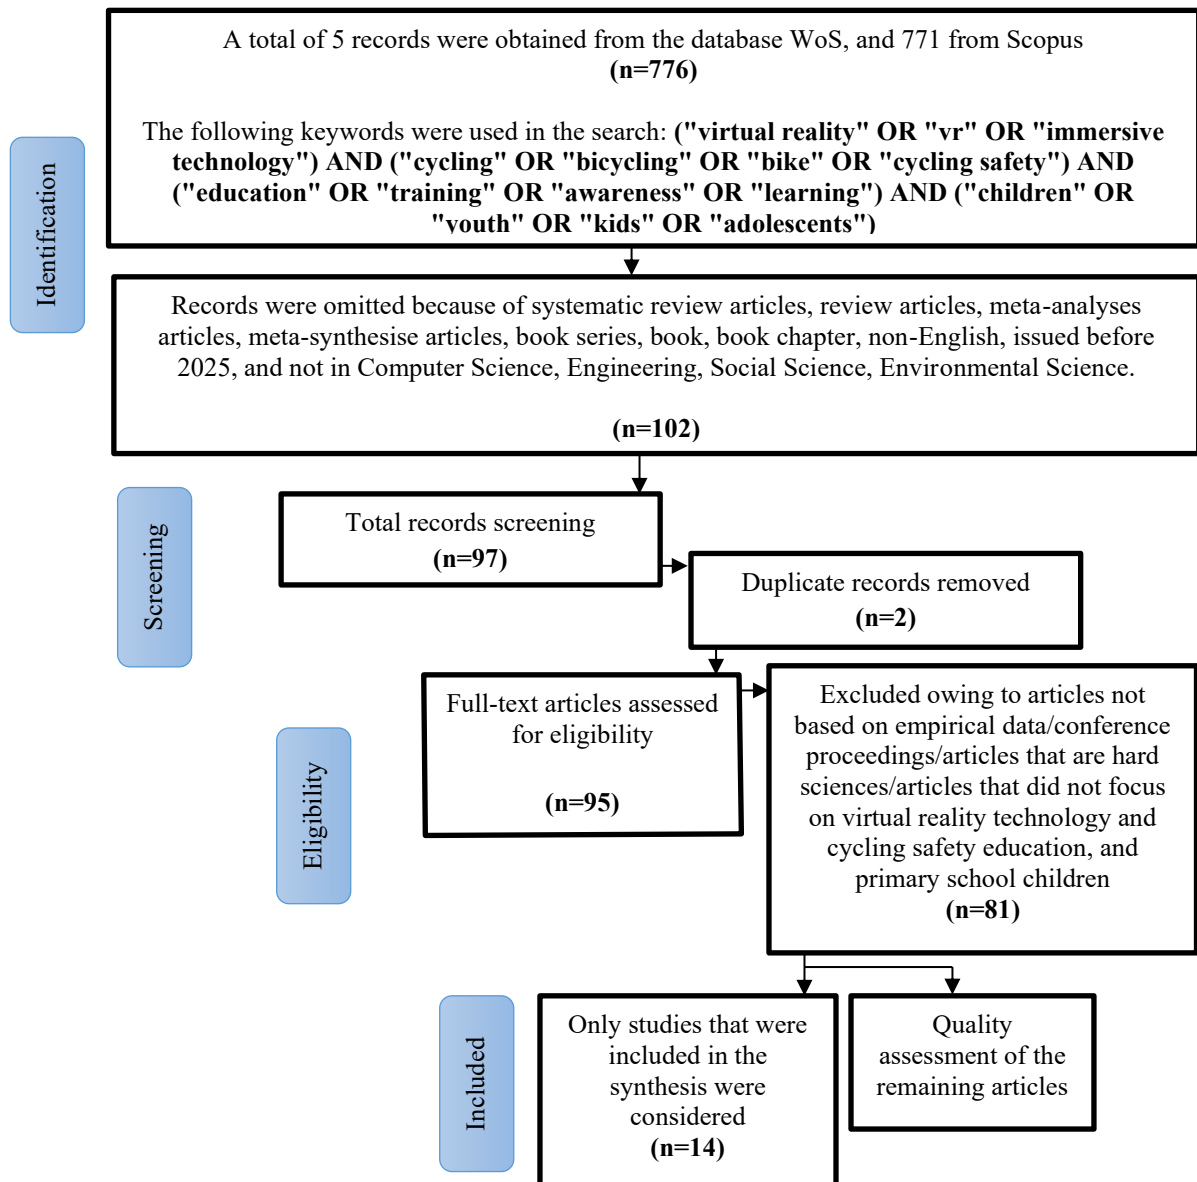 A total of 5 records were obtained from the database WoS, and 771 from Scopus
(n=776)
The following keywords were used in the search: ("virtual reality" OR "vr" OR "immersive
technology") AND ("cycling" OR "bicycling" OR "bike" OR "cycling safety") AND
("education" OR "training" OR "awareness" OR "learning") AND ("children" OR
"youth" OR "kids" OR "adolescents")
Identification
Records were omitted because of systematic review articles, review articles, meta-analyses
articles, meta-synthesise articles, book series, book, book chapter, non-English, issued before
2025, and not in Computer Science, Engineering, Social Science, Environmental Science.
(n=102)
Screening
Total records screening
(n=97)
Duplicate records removed
(n=2)
Eligibility
Full-text articles assessed
for eligibility
(n=95)
Excluded owing to articles not
based on empirical data/conference
proceedings/articles that are hard
sciences/articles that did not focus
on virtual reality technology and
cycling safety education, and
primary school children
(n=81)
Included
Only studies that were
included in the
synthesis were
considered
(n=14)
Quality
assessment of the
remaining articles